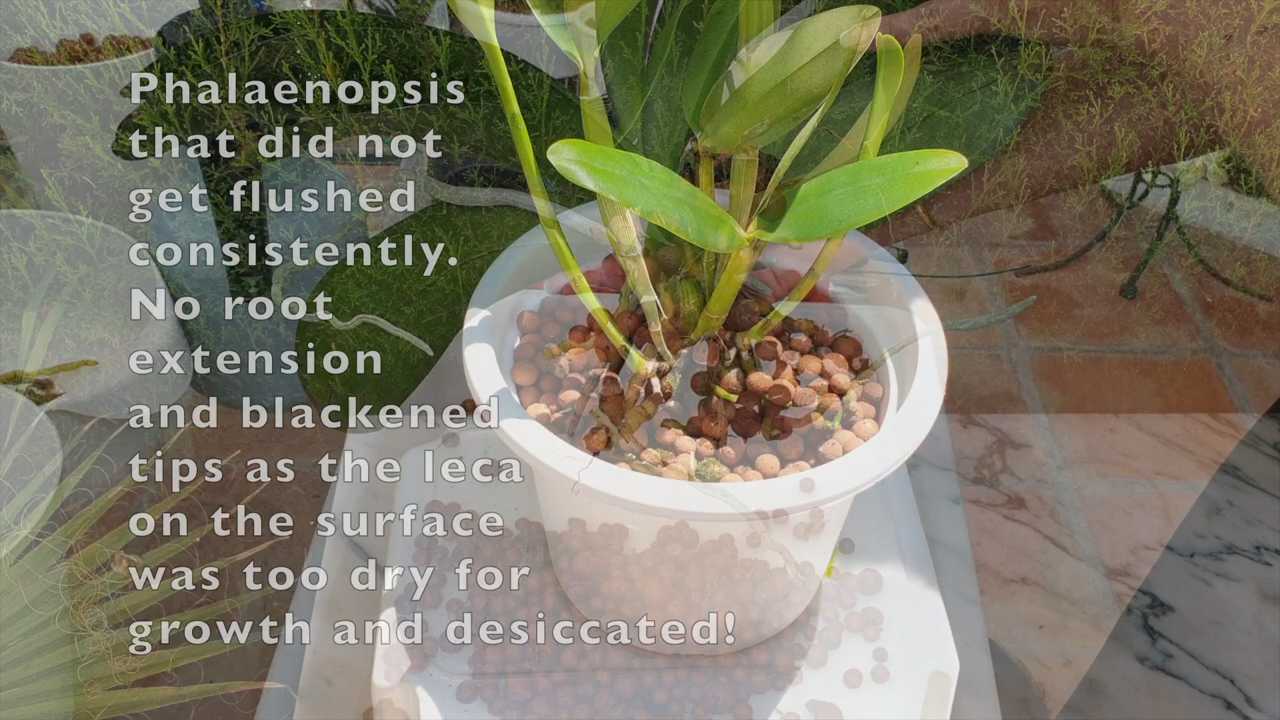 Phalaenopsis
that did not
get flushed
consistently.
No root
extension
and blackened
tips as the leca
on the surface
was too dry for
growth and desiccated!